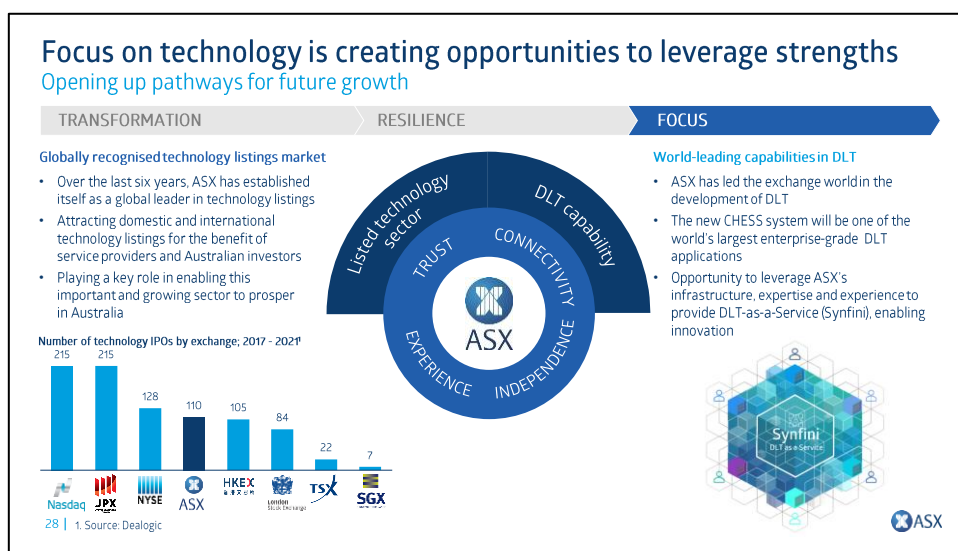 Focus on technology is creating opportunities to leverage strengths
Opening up pathways for future growth
TRANSFORMATION
RESILIENCE
FOCUS
Globally recognised technology listings market
• Over the last six years, ASX has established
itself as a global leader in technology listings
• Attracting domestic and international
technology listings for the benefit of
service providers and Australian investors
• Playing a key role in enabling this
important and growing sector to prosper
in Australia
Number of technology IPOs by exchange; 2017 - 2021¹
215
215
128
110
105
84
22
7
Nasdaq
JPX
NYSE
ASX
HKEX
London
Stock Exchange
TSX
SGX
Listed technology
sector
DLT capability
TRUST
CONNECTIVITY
EXPERIENCE
INDEPENDENCE
ASX
World-leading capabilities in DLT
• ASX has led the exchange world in the
development of DLT
• The new CHESS system will be one of the
world's largest enterprise-grade DLT
applications
• Opportunity to leverage ASX's
infrastructure, expertise and experience to
provide DLT-as-a-Service (Synfini), enabling
innovation
Synfini
DLT as a Service
28 | 1. Source: Dealogic
ASX